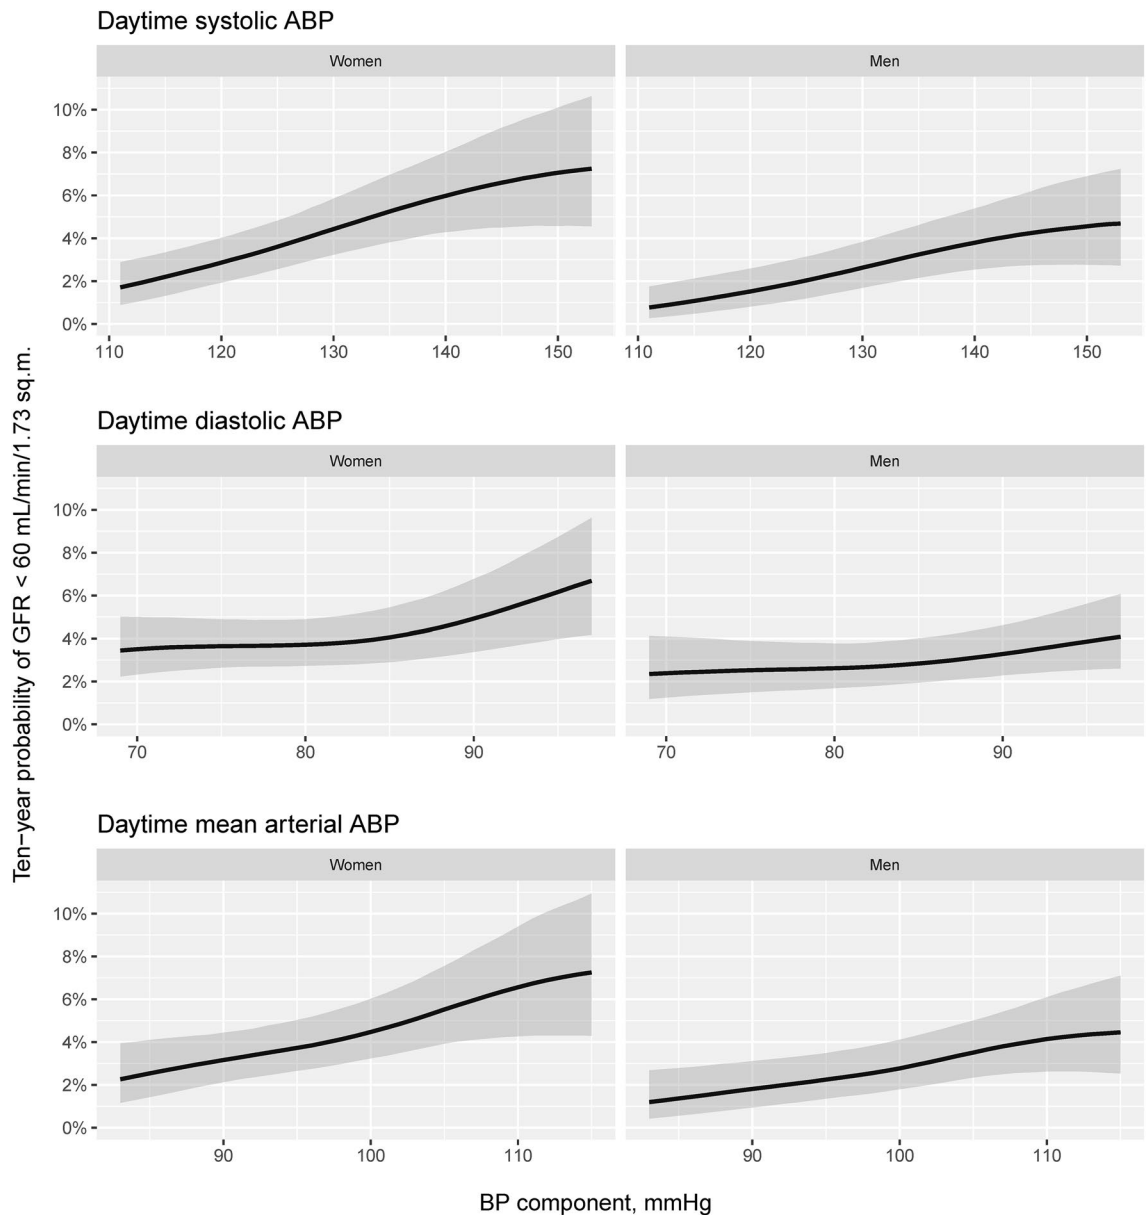 Daytime systolic ABP
Women
Men
10%
8%
6%
4%
2%
0%
110 120 130 140 150
110 120 130 140 150
Ten−year probability of GFR < 60 mL/min/1.73 sq.m.
Daytime diastolic ABP
Women
Men
10%
8%
6%
4%
2%
0%
70 80 90
70 80 90
Daytime mean arterial ABP
Women
Men
10%
8%
6%
4%
2%
0%
90 100 110
90 100 110
BP component, mmHg